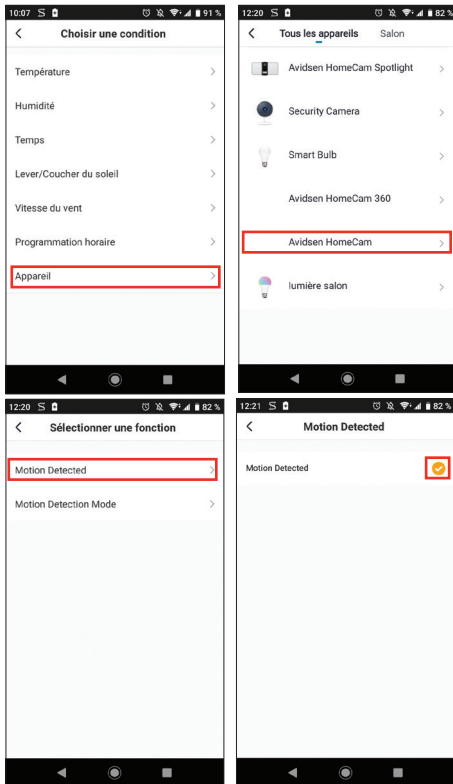 10:07 S 91 %
Choisir une condition
Température
Humidité
Temps
Lever/Coucher du soleil
Vitesse du vent
Programmation horaire
Appareil
12:20 S 82 %
Tous les appareils Salon
Avidsen HomeCam Spotlight
Security Camera
Smart Bulb
Avidsen HomeCam 360
Avidsen HomeCam
lumière salon
12:20 S 82 %
Sélectionner une fonction
Motion Detected
Motion Detection Mode
12:21 S 82 %
Motion Detected
Motion Detected